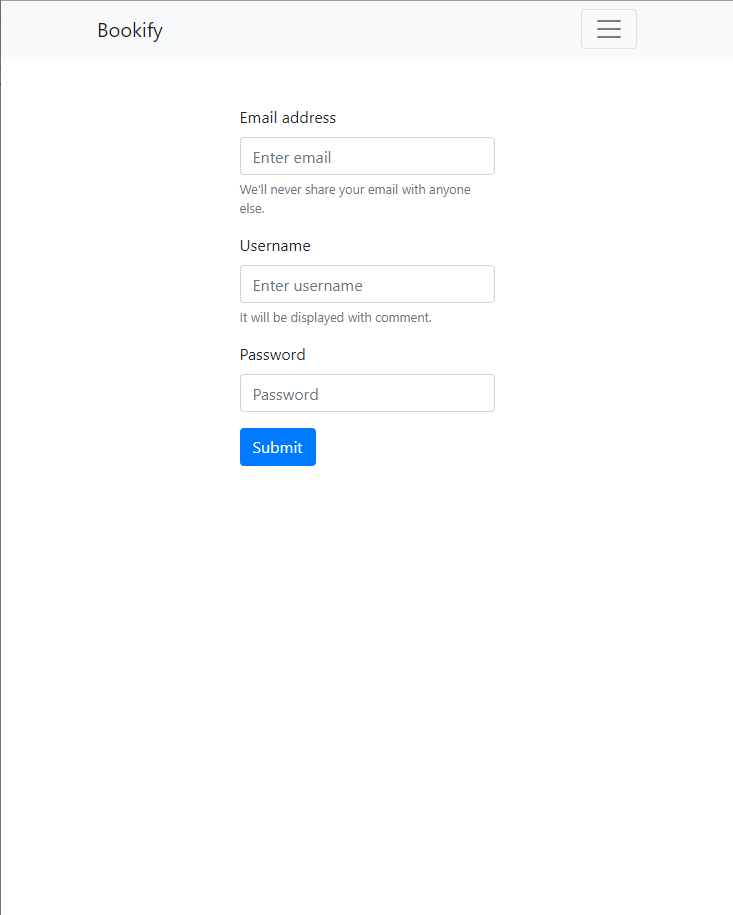 Bookify
Email address
Enter email
We'll never share your email with anyone
else.
Username
Enter username
It will be displayed with comment.
Password
Password
Submit